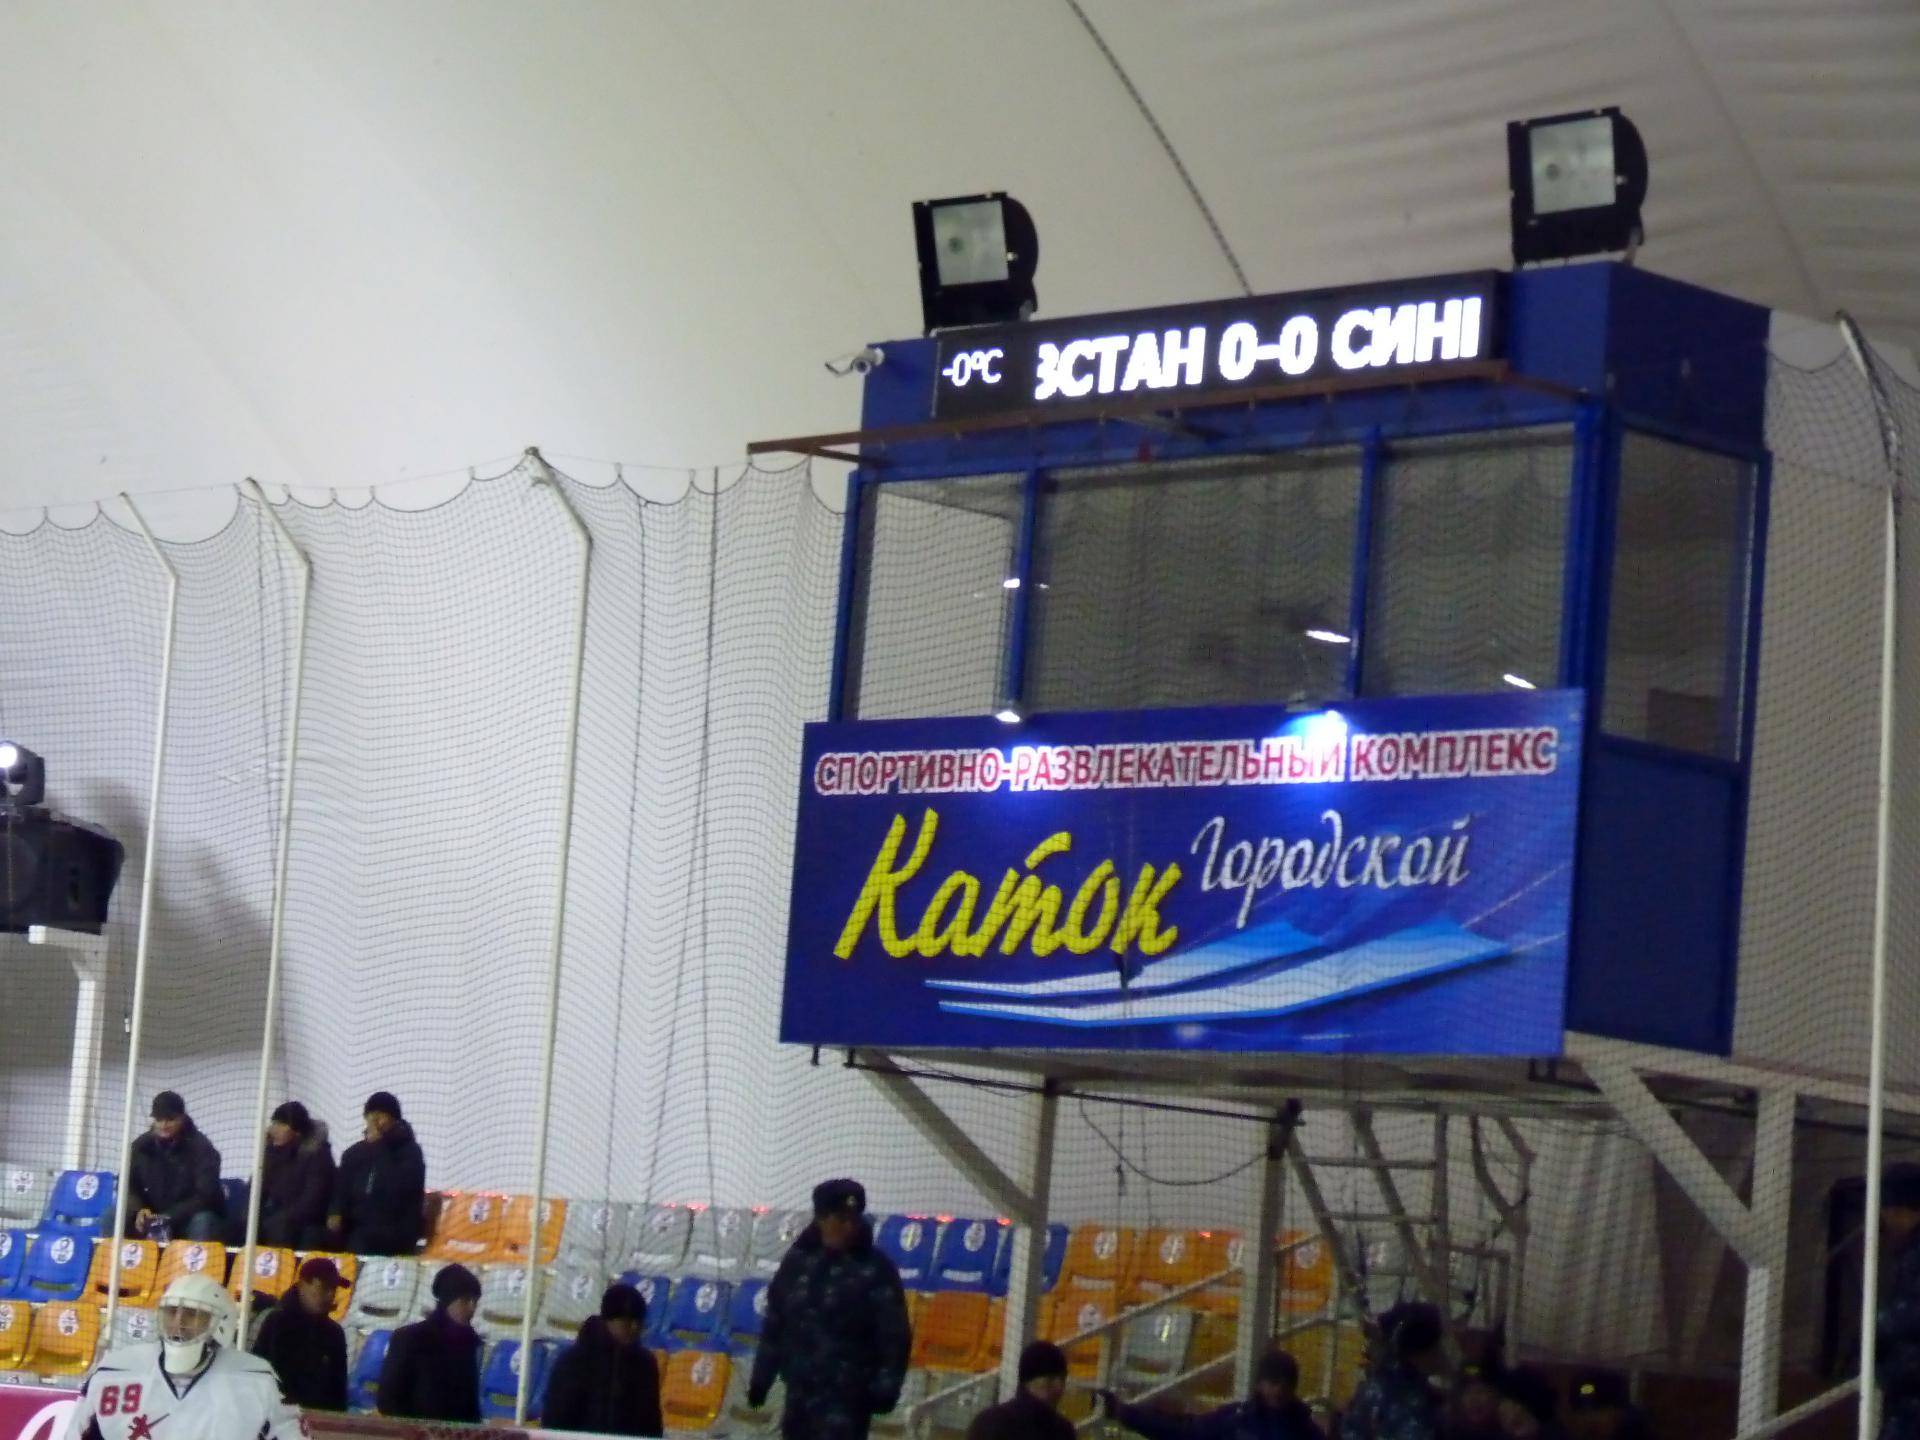 -0°C ЗСТАН 0-0 СИНІ
СПОРТИВНО-РАЗВЛЕКАТЕЛЬНЫЙ КОМПЛЕКС
Каток Городской
69